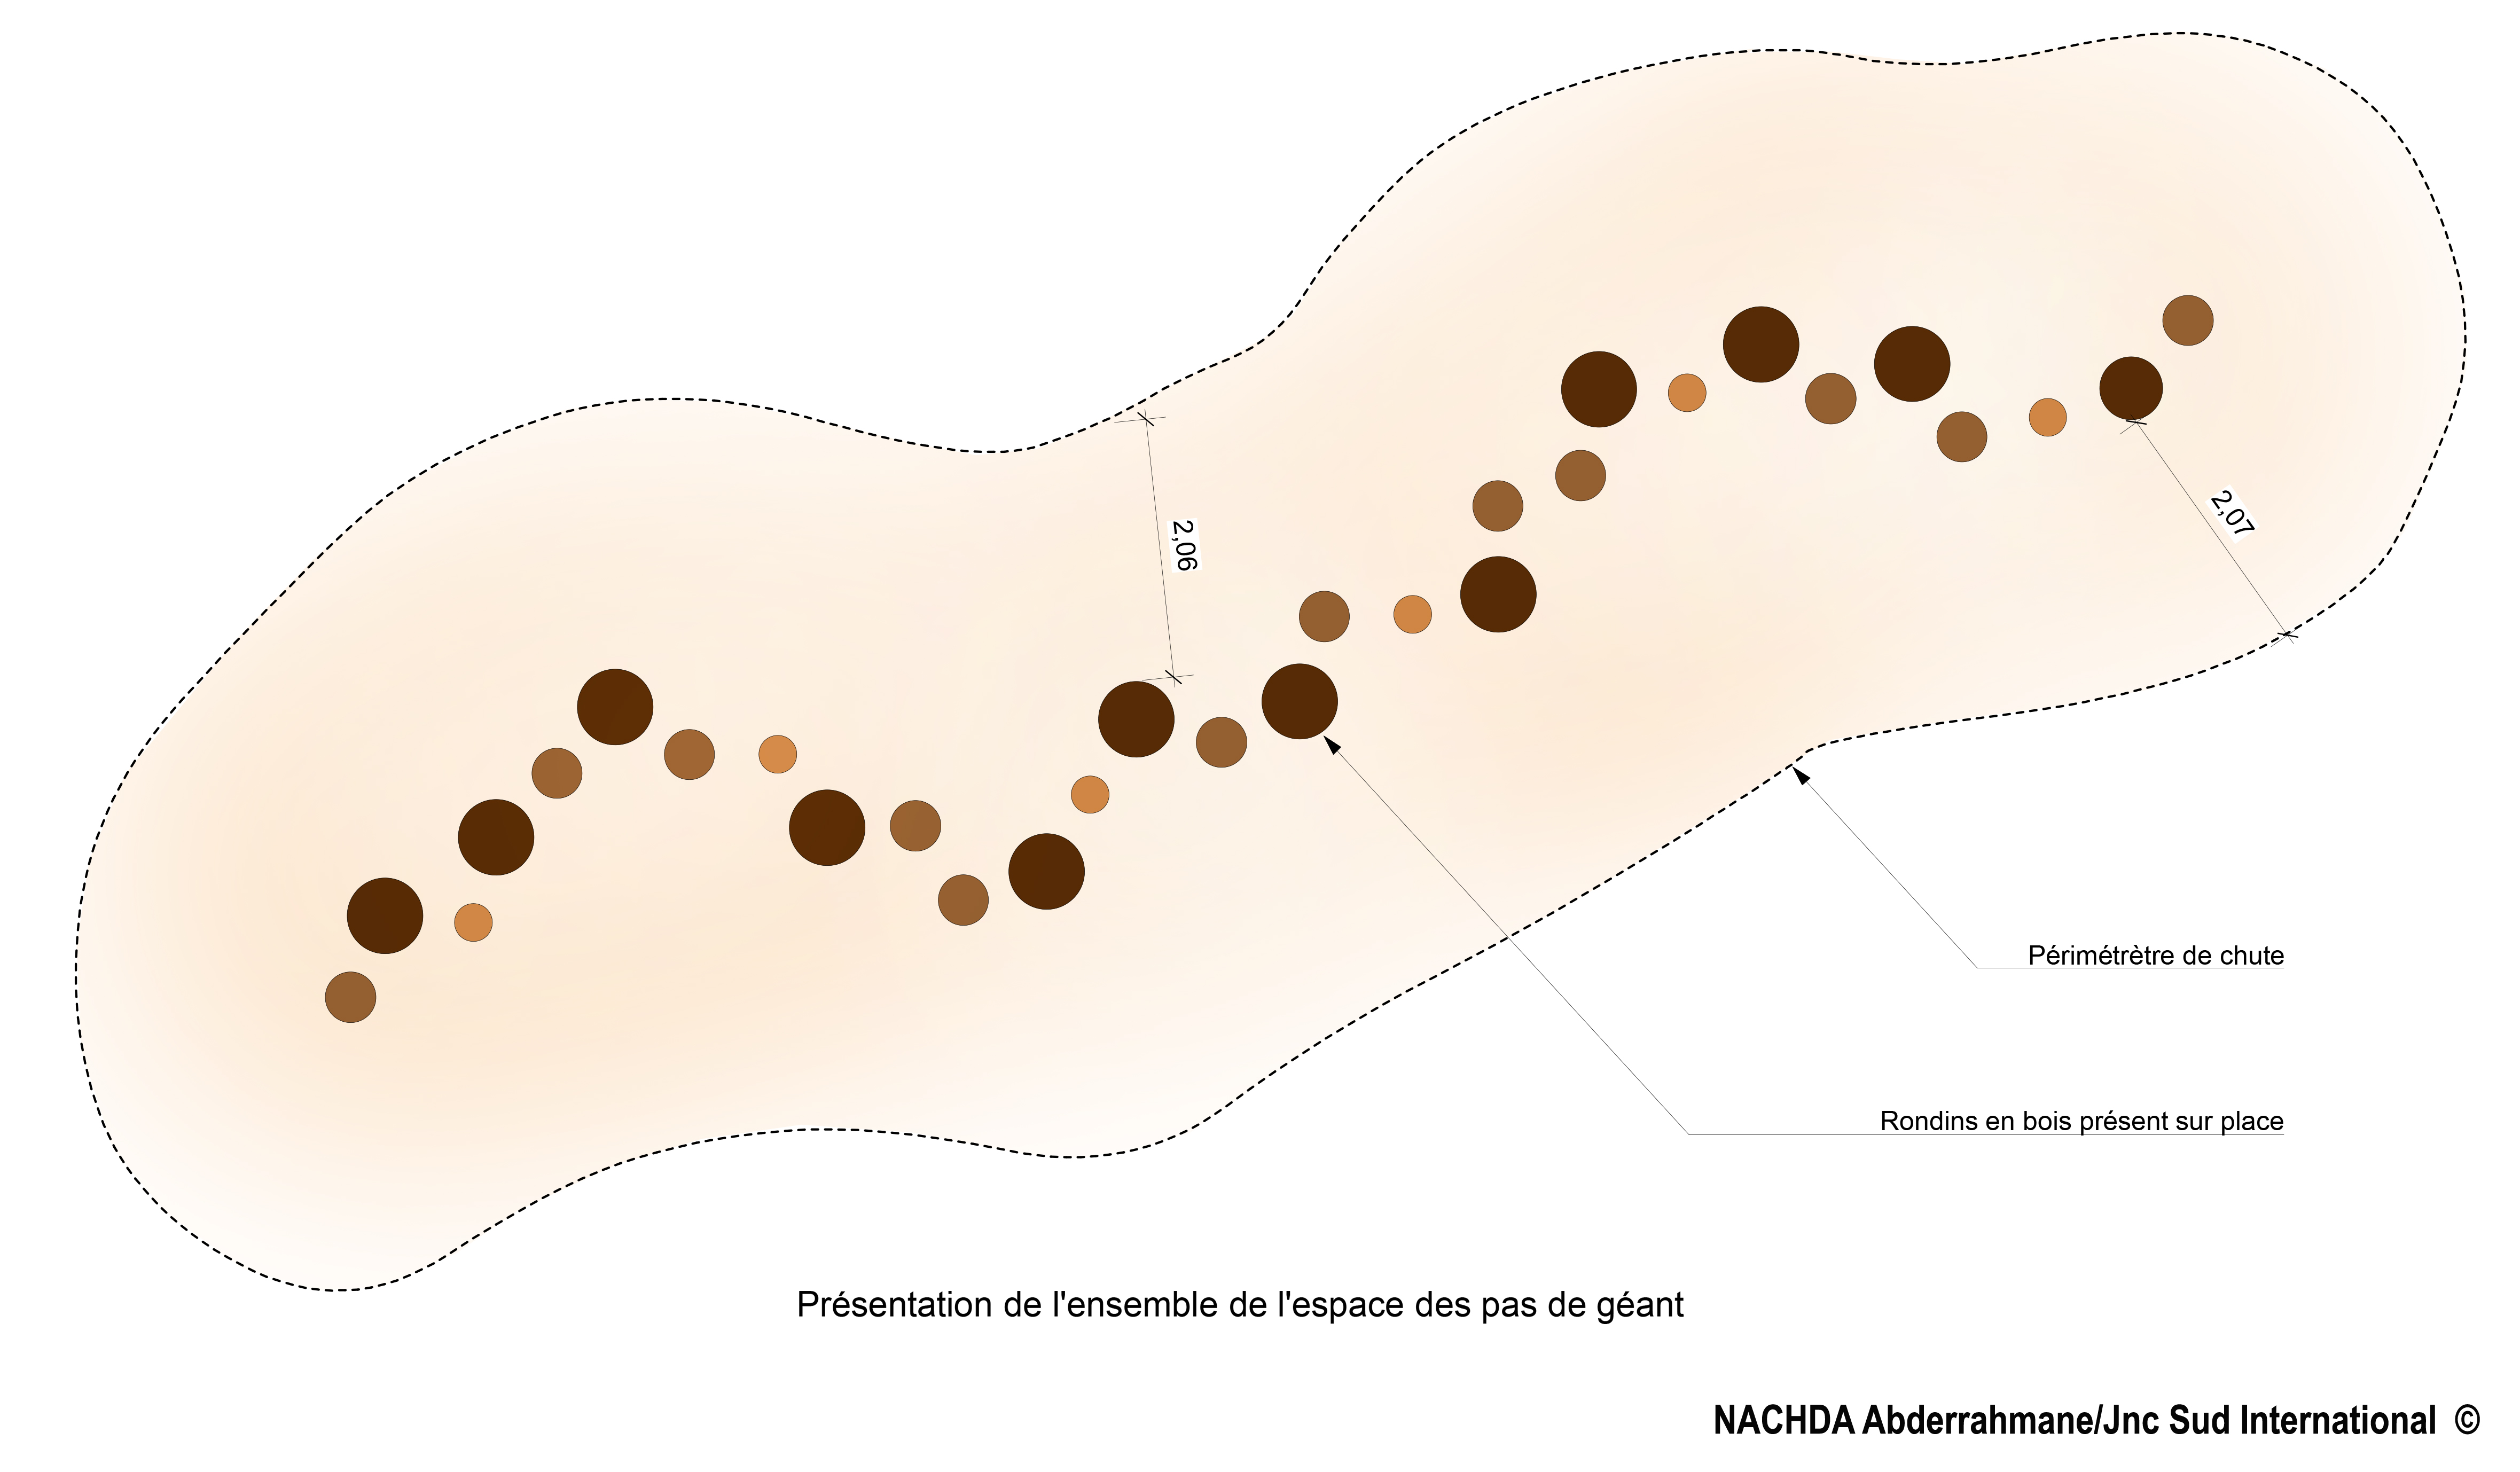 2,06
2,07
Périmétrètre de chute
Rondins en bois présent sur place
Présentation de l'ensemble de l'espace des pas de géant
NACHDA Abderrahmane/Jnc Sud International ©